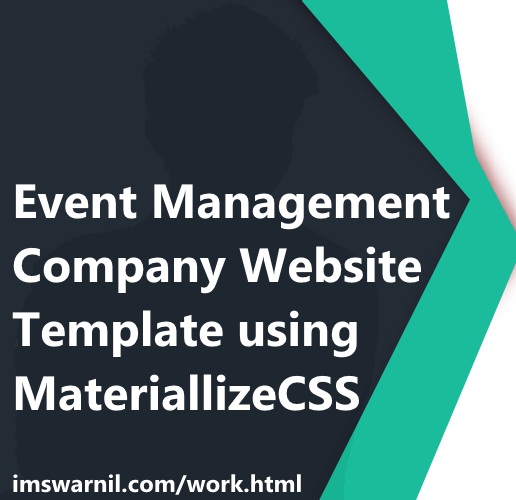 Event Management
Company Website
Template using
MateriallizeCSS
imswarnil.com/work.html